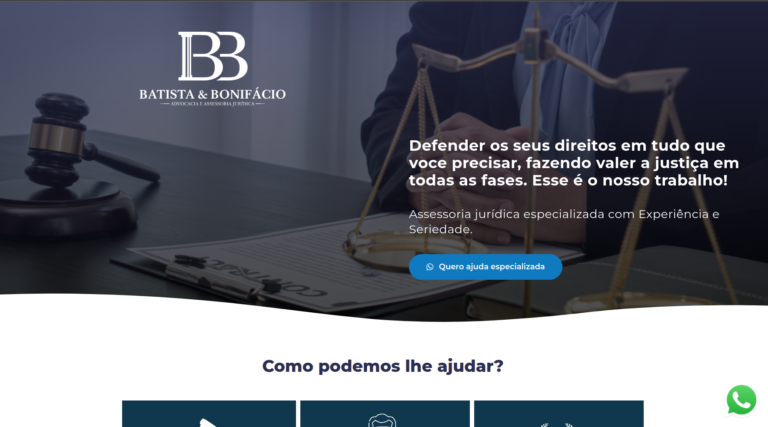 BB
BATISTA & BONIFÁCIO
ADVOCACIA E ASSESSORIA JURÍDICA
Defender os seus direitos em tudo que
voce precisar, fazendo valer a justiça em
todas as fases. Esse é o nosso trabalho!
Assessoria jurídica especializada com Experiência e
Seriedade.
CONTRACT
Quero ajuda especializada
Como podemos lhe ajudar?